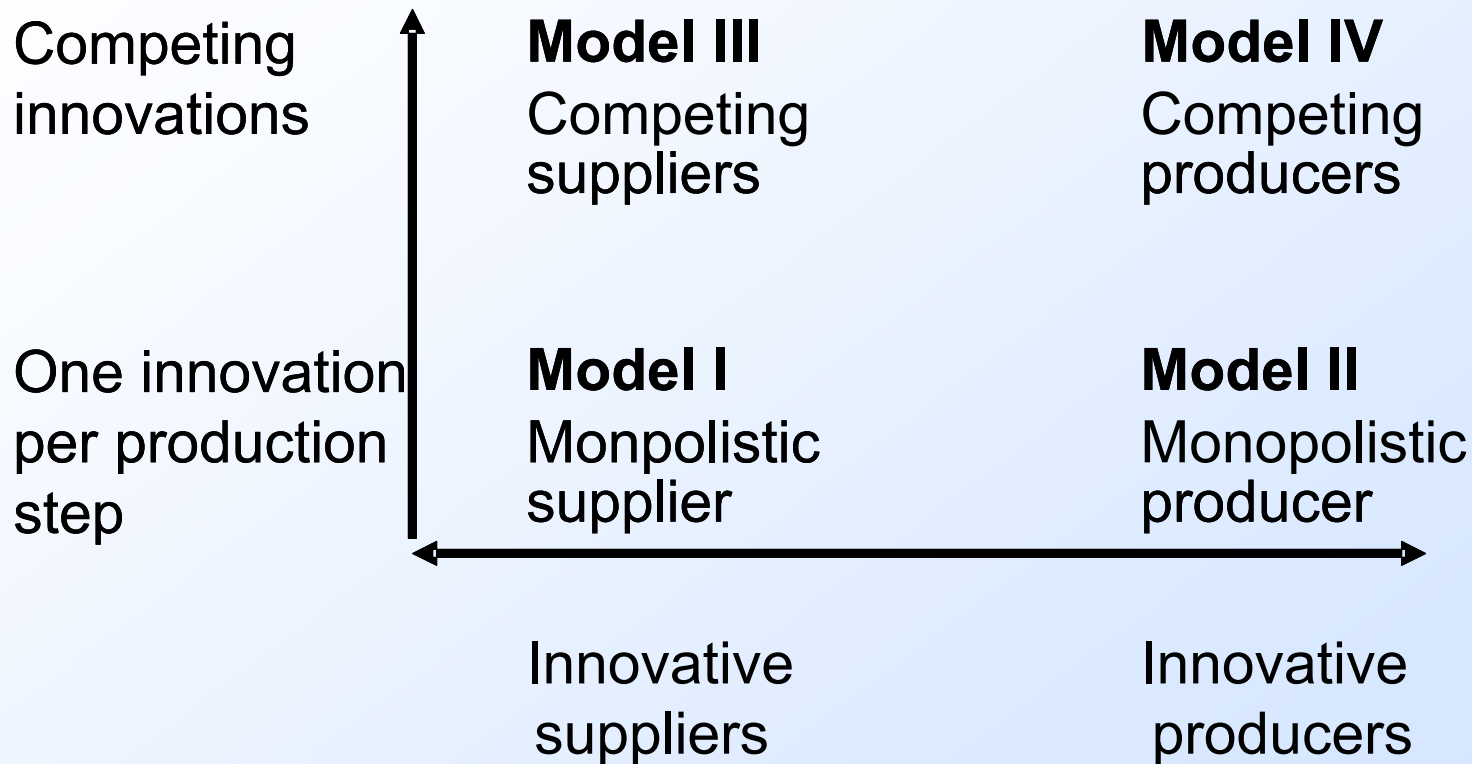 Competing
innovations
Model III
Competing
suppliers
Model IV
Competing
producers
One innovation
per production
step
Model I
Monpolistic
supplier
Model II
Monopolistic
producer
Innovative
suppliers
Innovative
producers